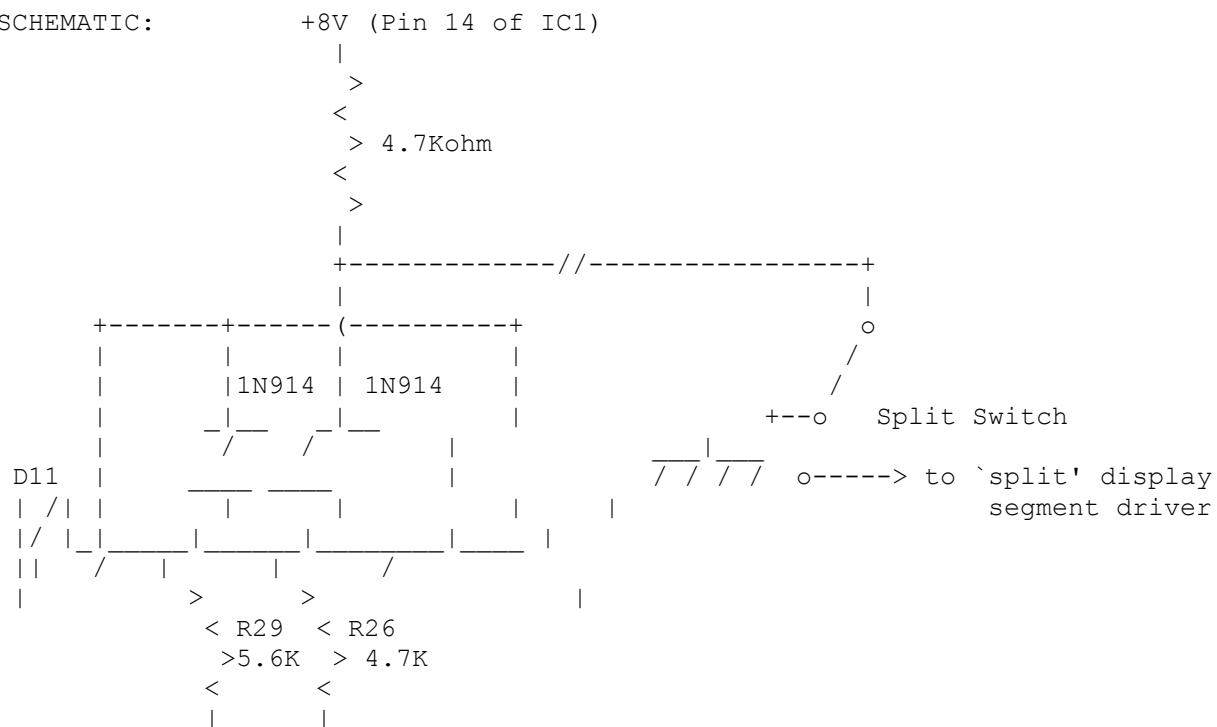 SCHEMATIC: +8V (Pin 14 of IC1)
4.7Kohm
1N914 1N914
Split Switch
D11 to `split' display
segment driver
R29 R26
5.6K 4.7K